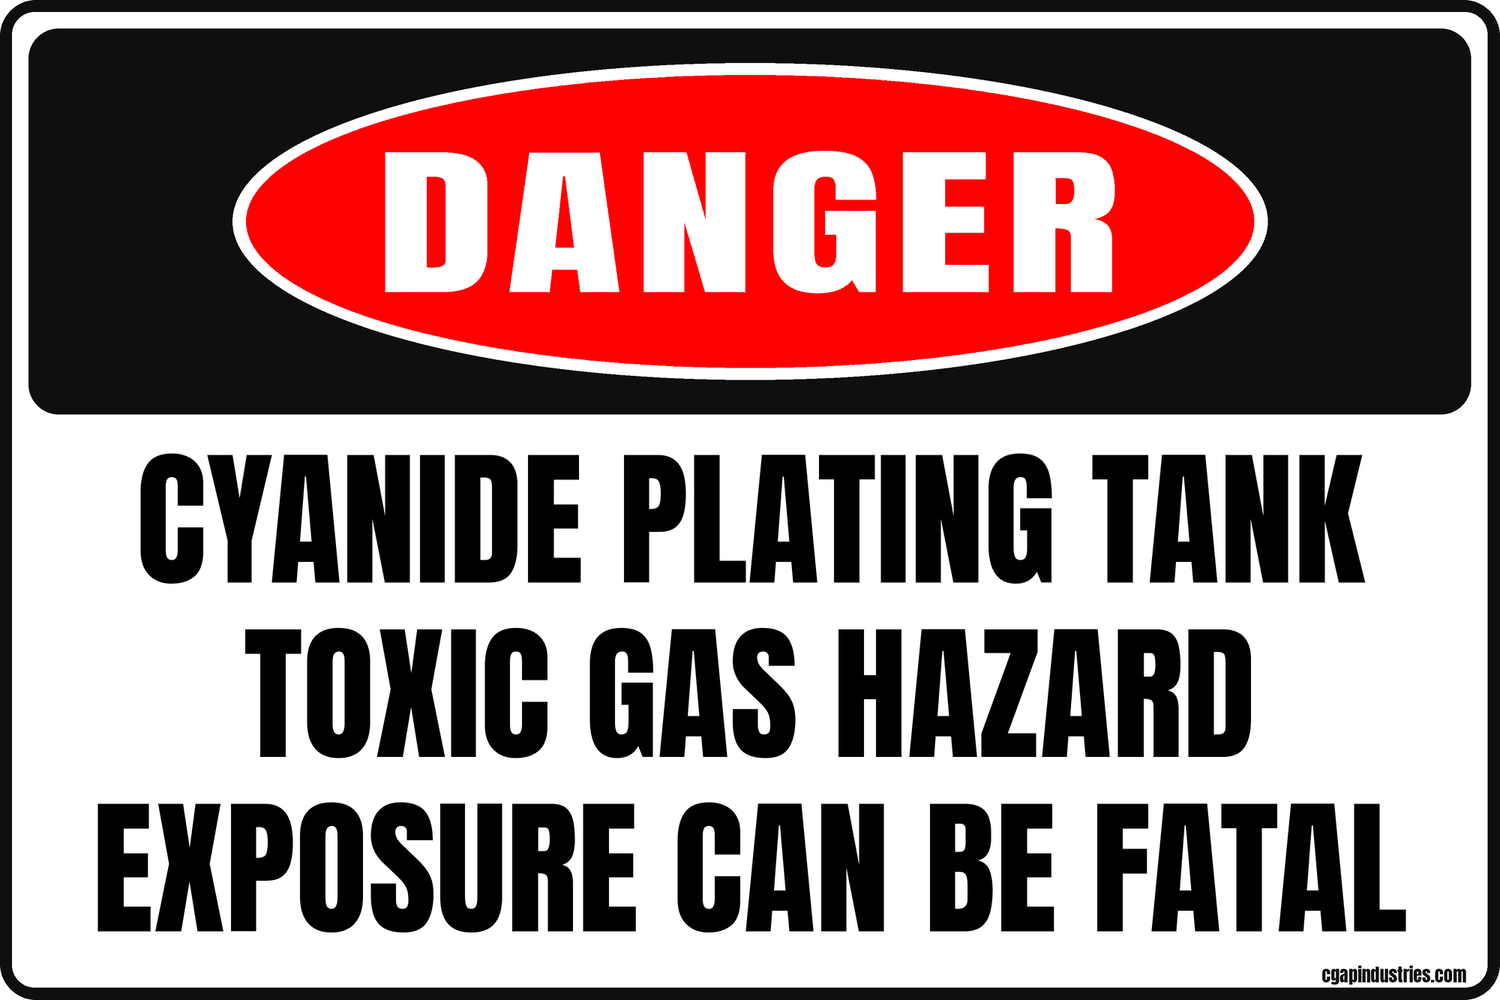 DANGER
CYANIDE PLATING TANK
TOXIC GAS HAZARD
EXPOSURE CAN BE FATAL
cgapindustries.com